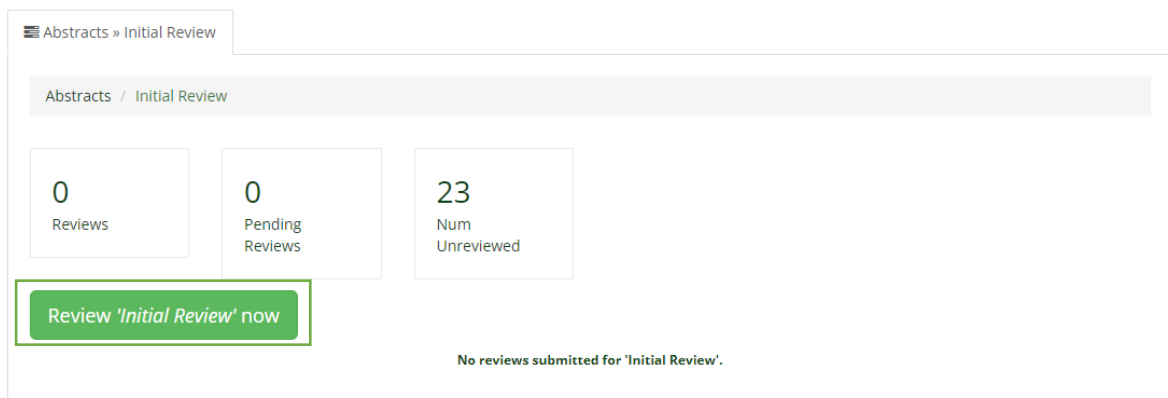 Abstracts » Initial Review
Abstracts / Initial Review
0
Reviews
0
Pending
Reviews
23
Num
Unreviewed
Review 'Initial Review' now
No reviews submitted for 'Initial Review'.